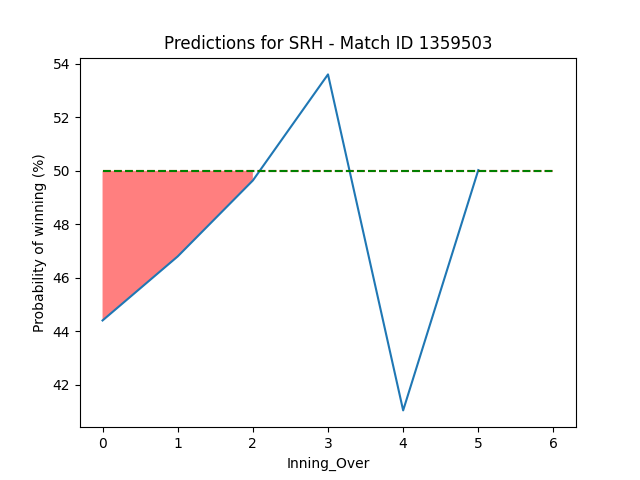 Predictions for SRH - Match ID 1359503
Probability of winning (%)
54
52
50
48
46
44
42
0 1 2 3 4 5 6
Inning_Over